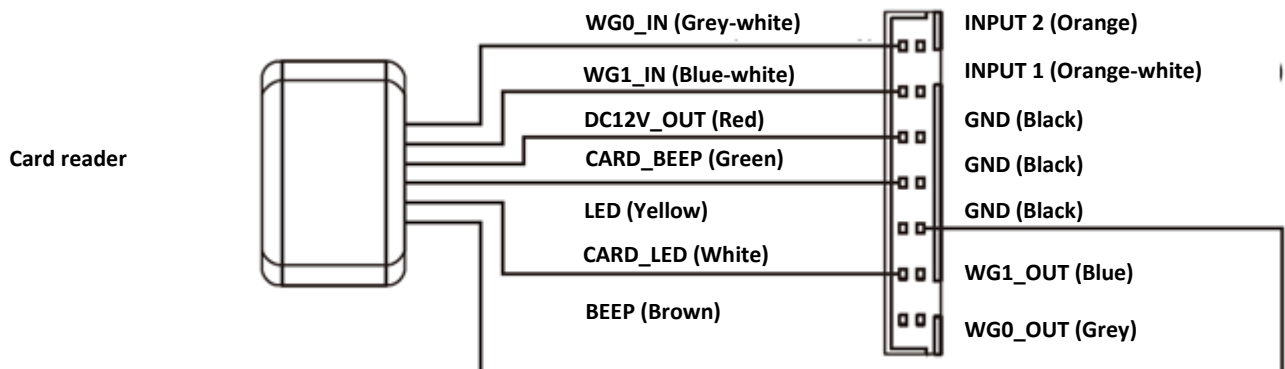 WG0_IN (Grey-white)
INPUT 2 (Orange)
WG1_IN (Blue-white)
INPUT 1 (Orange-white)
DC12V_OUT (Red)
GND (Black)
Card reader
CARD_BEEP (Green)
GND (Black)
LED (Yellow)
GND (Black)
CARD_LED (White)
WG1_OUT (Blue)
BEEP (Brown)
WG0_OUT (Grey)